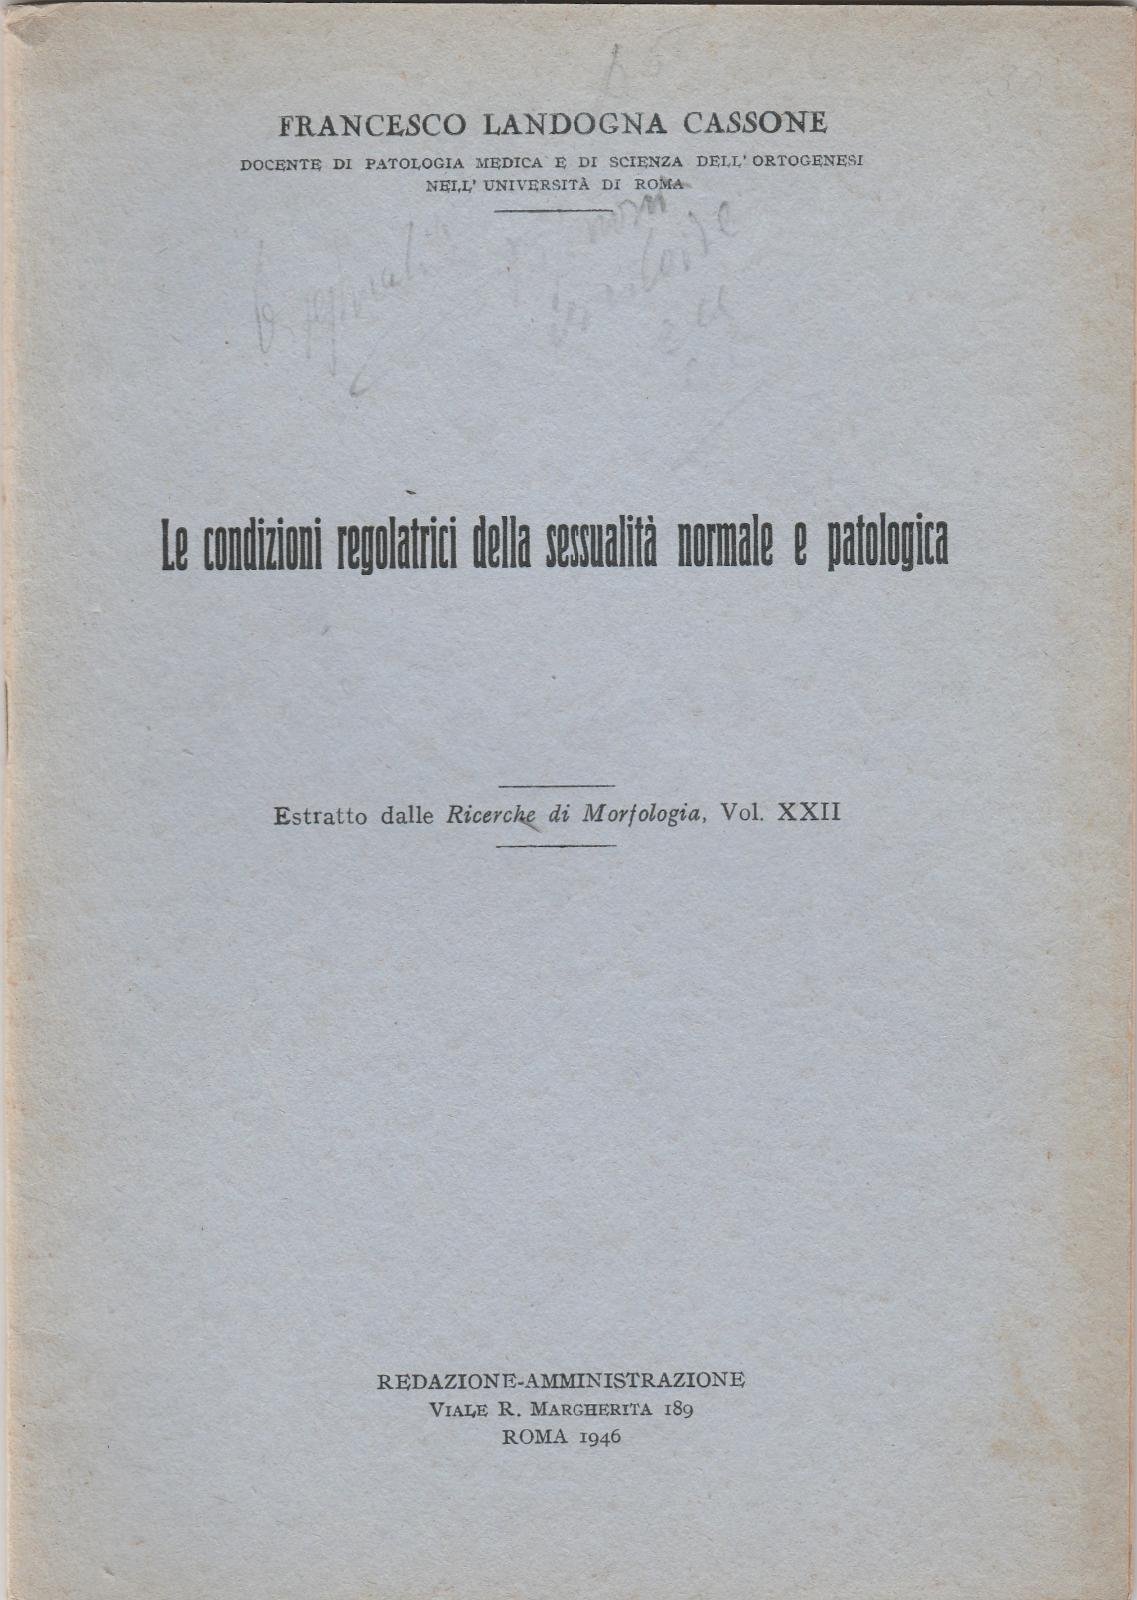 FRANCESCO LANDOGNA CASSONE
DOCENTE DI PATOLOGIA MEDICA E DI SCIENZA DELL' ORTOGENESI
NELL' UNIVERSITÀ DI ROMA
Le condizioni regolatrici della sessualità normale e patologica
Estratto dalle Ricerche di Morfologia, Vol. XXII
REDAZIONE-AMMINISTRAZIONE
VIALE R. MARGHERITA 189
ROMA 1946